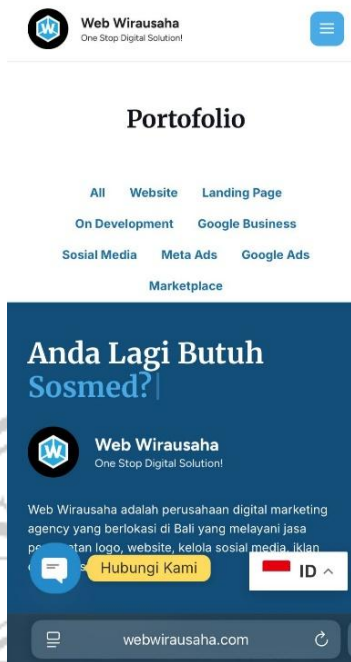 Web Wirausaha
One Stop Digital Solution!
Portofolio
All Website Landing Page
On Development Google Business
Sosial Media Meta Ads Google Ads
Marketplace
Anda Lagi Butuh
Sosmed?
Web Wirausaha
One Stop Digital Solution!
Web Wirausaha adalah perusahaan digital marketing
agency yang berlokasi di Bali yang melayani jasa
logo, website, kelola sosial media, iklan
Hubungi Kami
ID
webwirausaha.com